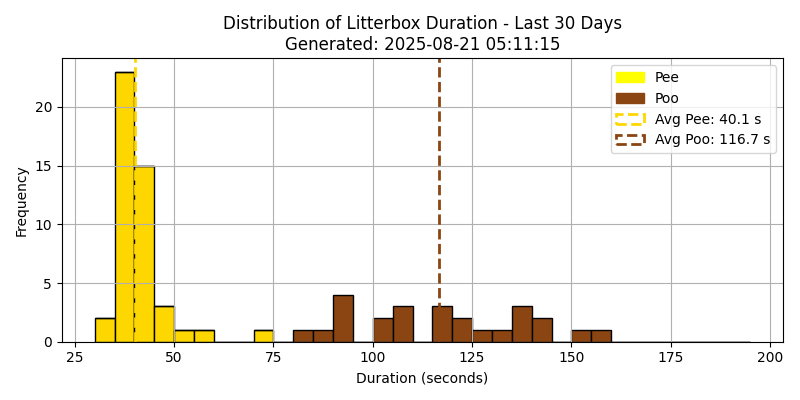 Distribution of Litterbox Duration - Last 30 Days
Generated: 2025-08-21 05:11:15
Pee
Poo
Avg Pee: 40.1 s
Avg Poo: 116.7 s
Frequency
20
15
10
5
0
25 50 75 100 125 150 175 200
Duration (seconds)